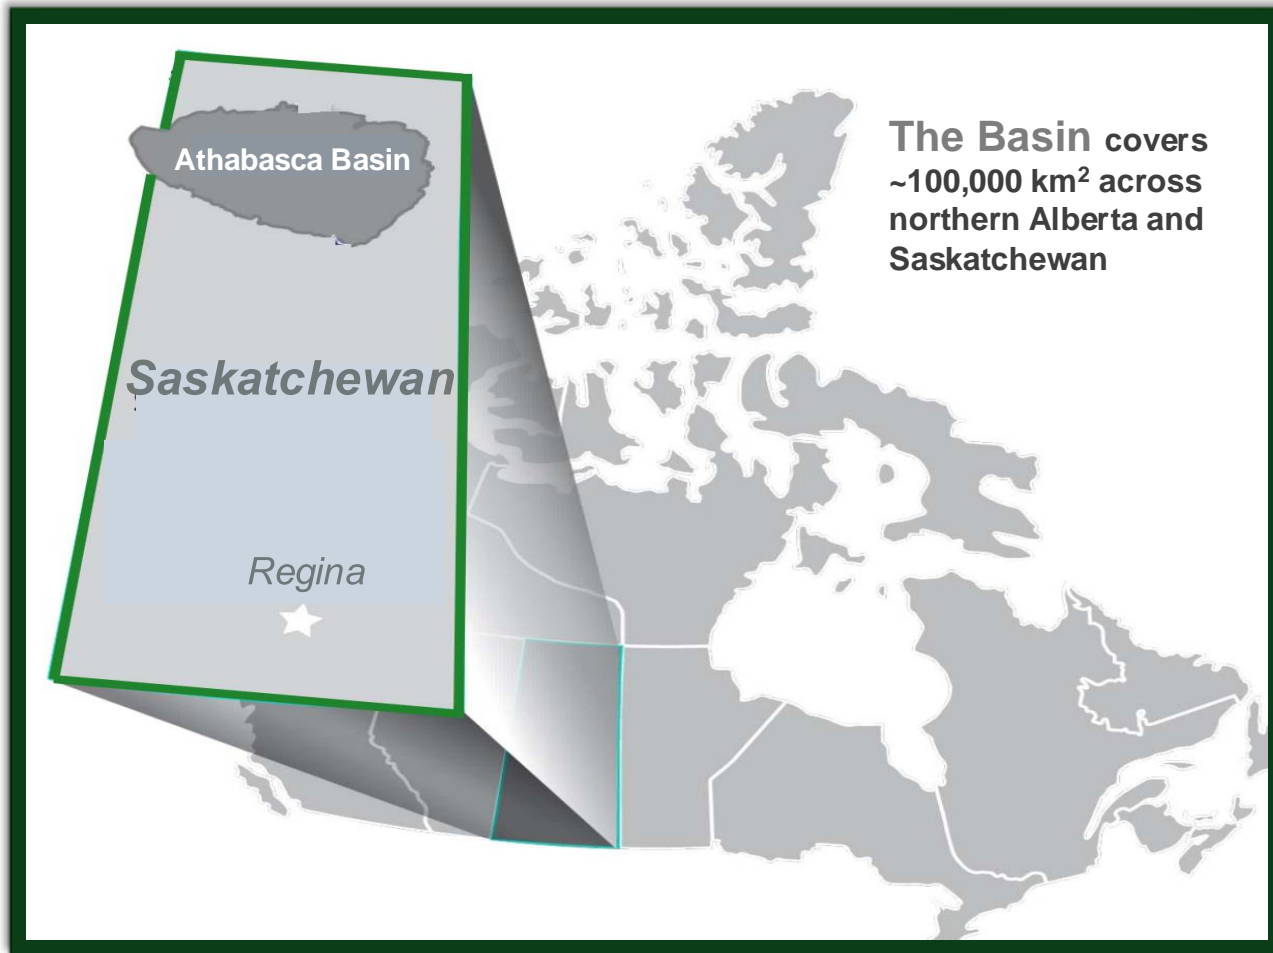 Athabasca Basin
The Basin covers
~100,000 km² across
northern Alberta and
Saskatchewan
Saskatchewan
Regina